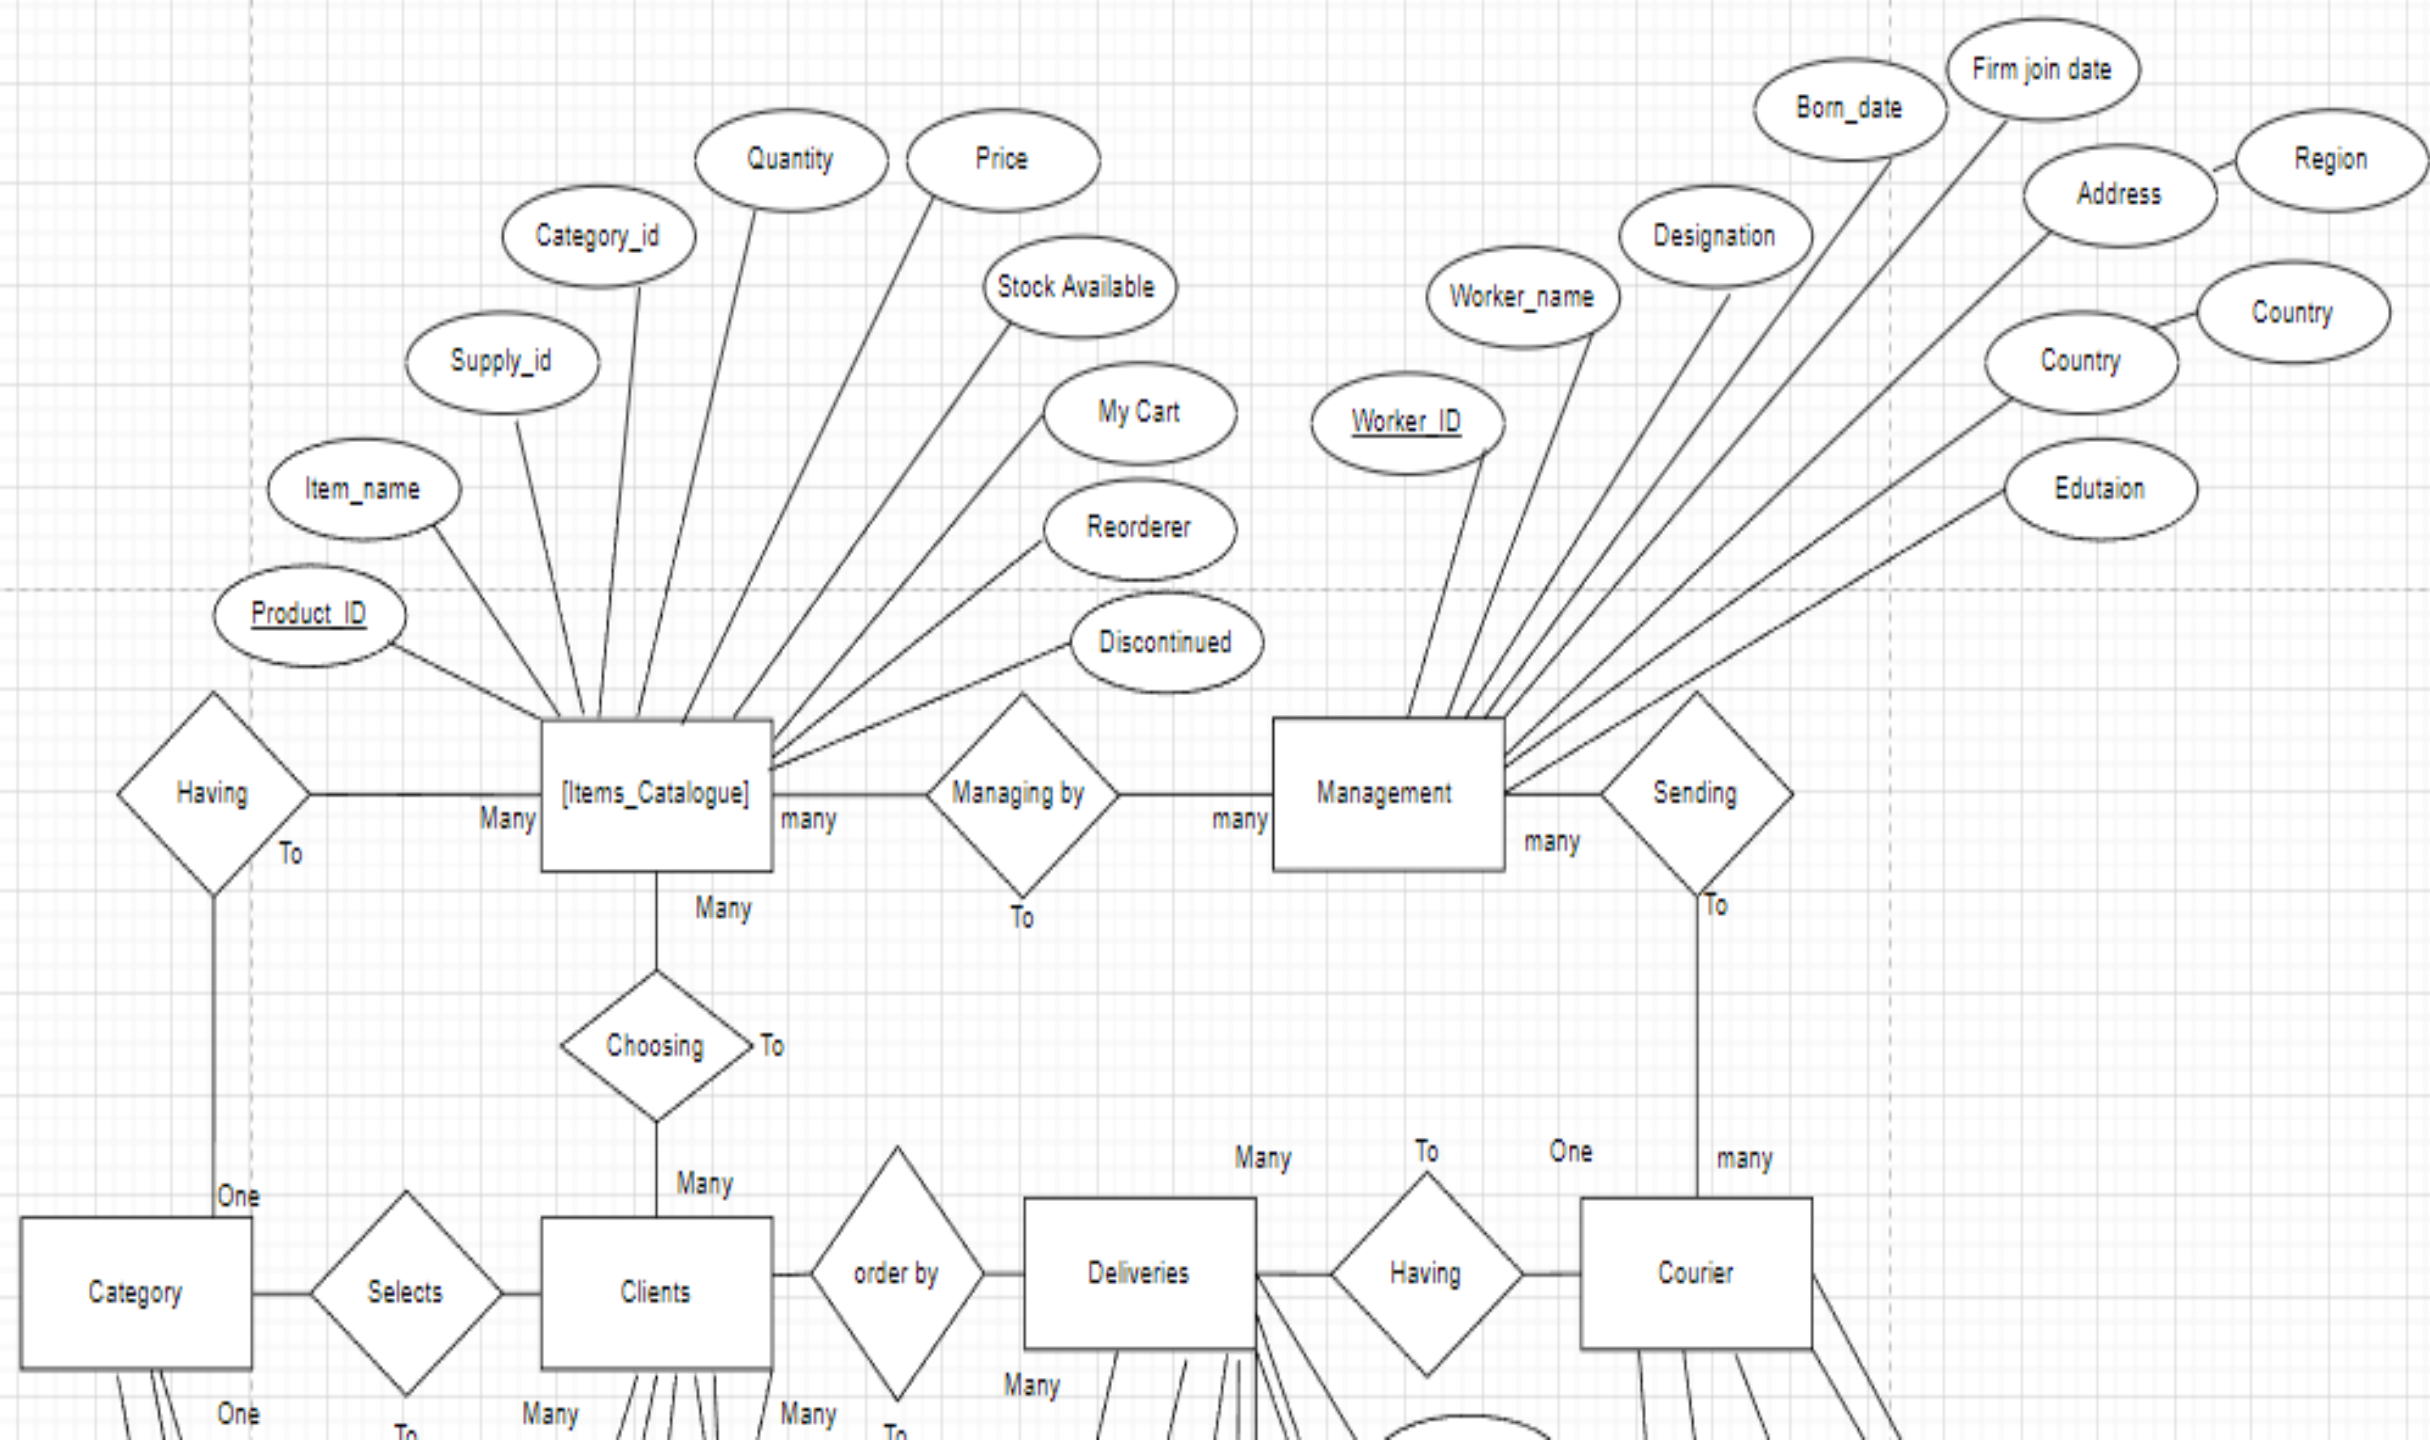 Firm join date
Born_date
Quantity
Price
Region
Address
Category_id
Designation
Stock Available
Worker_name
Country
Supply_id
Country
My Cart
Worker_ID
Item_name
Edutaion
Reorderer
Product_ID
Discontinued
Having
[Items_Catalogue]
Managing by
Management
Sending
Many
many
many
many
To
Many
To
To
Choosing
To
Many
Many
To
One
many
One
Category
Selects
Clients
order by
Deliveries
Having
Courier
Many
One
Many
Many
To
To